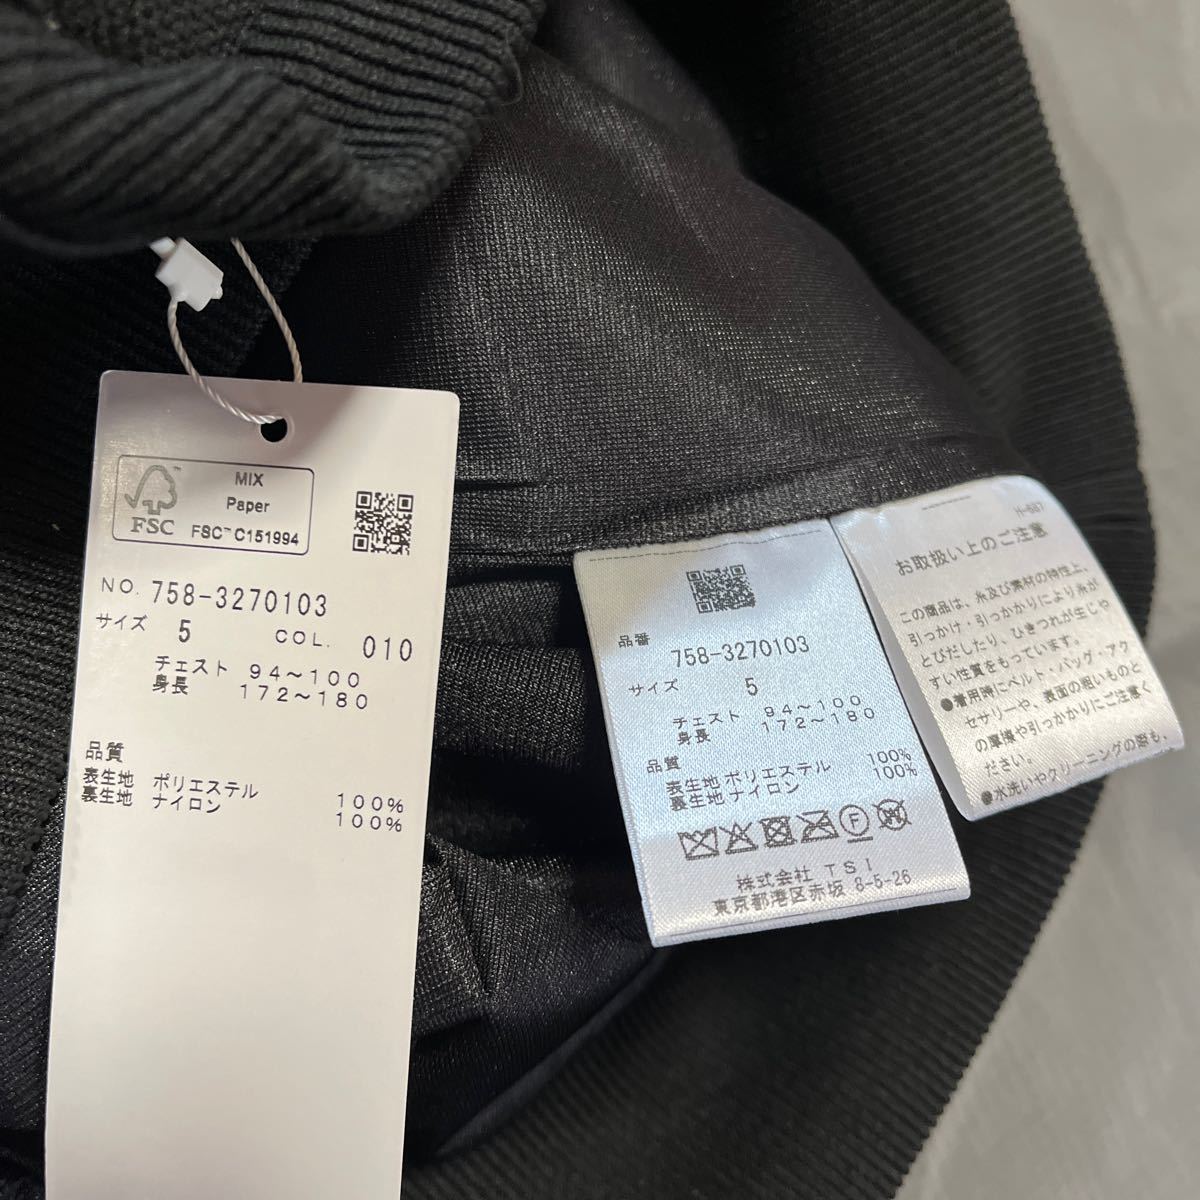 MIX
Paper
FSC
FSC™C151994
NO. 758-3270103
サイズ 5 COL. 010
チェスト 94～100
身長 172～180
品質
表生地 ポリエステル 100%
裏生地 ナイロン 100%
品番
758-3270103
サイズ 5
チェスト 94～100
身長 172～180
品質
表生地 ポリエステル 100%
裏生地 ナイロン 100%
F
株式会社 TSI
東京都港区赤坂 8-5-26
お取扱い上のご注意
この商品は、糸及び素材の特性上、
引っかけ・引っかかりにより糸が
とびだしたり、ひきつれが生じや
すい性質をもっています。
●着用時にベルト・バッグ・アク
セサリーや、表面の粗いものと
の摩擦や引っかかりにご注意く
ださい。
●水洗いやクリーニングの際も、